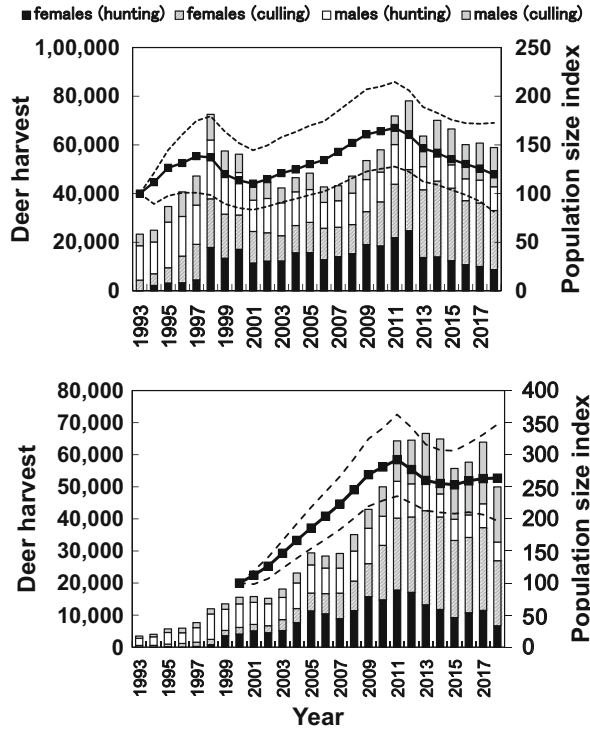 females (hunting) females (culling) males (hunting) males (culling)
1,00,000 250
80,000 200
60,000 150
40,000 100
20,000 50
0 0
Deer harvest
Population size index
1993 1995 1997 1999 2001 2003 2005 2007 2009 2011 2013 2015 2017
80,000 400
70,000 350
60,000 300
50,000 250
40,000 200
30,000 150
20,000 100
10,000 50
0 0
Deer harvest
Population size index
1993 1995 1997 1999 2001 2003 2005 2007 2009 2011 2013 2015 2017
Year